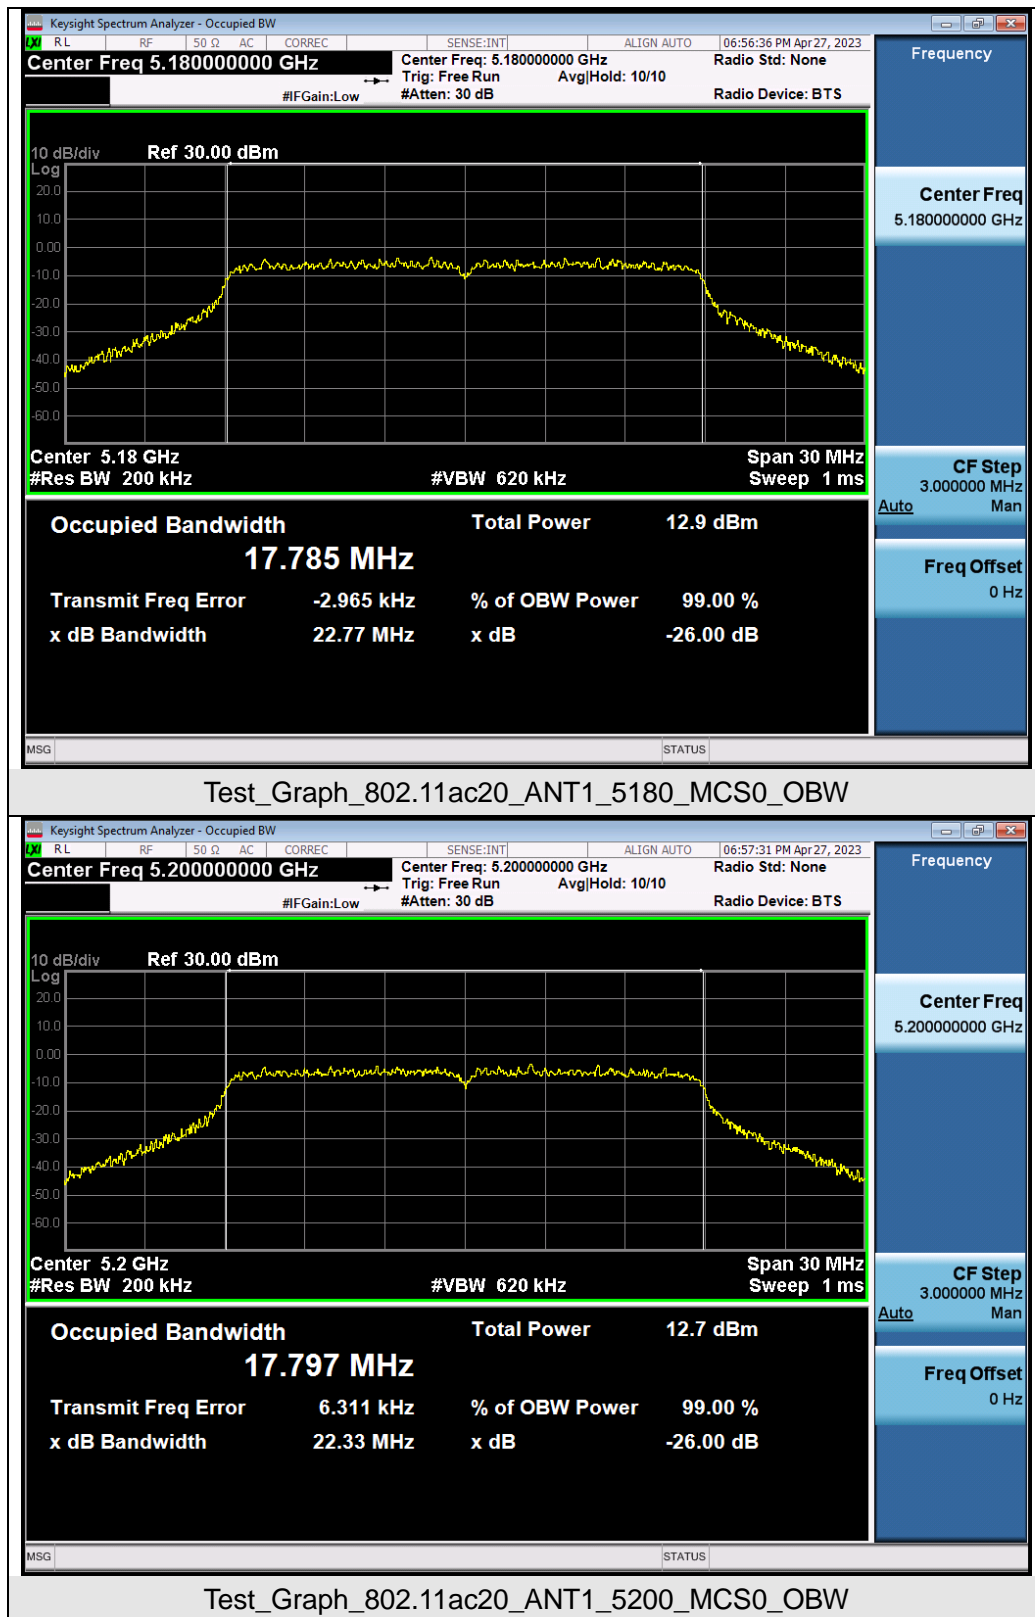 Keysight Spectrum Analyzer - Occupied BW
LXI RL RF 50 Ω AC CORREC SENSE:INT ALIGN AUTO 06:56:36 PM Apr 27, 2023
Center Freq 5.180000000 GHz
Center Freq: 5.180000000 GHz
Radio Std: None
Trig: Free Run Avg|Hold: 10/10
#IFGain:Low
#Atten: 30 dB
Radio Device: BTS
Frequency
10 dB/div Ref 30.00 dBm
Log
20.0
10.0
0.00
-10.0
-20.0
-30.0
-40.0
-50.0
-60.0
Center Freq
5.180000000 GHz
Center 5.18 GHz Span 30 MHz
#Res BW 200 kHz #VBW 620 kHz Sweep 1 ms
CF Step
3.000000 MHz
Auto Man
Freq Offset
0 Hz
Occupied Bandwidth Total Power 12.9 dBm
17.785 MHz
Transmit Freq Error -2.965 kHz % of OBW Power 99.00 %
x dB Bandwidth 22.77 MHz x dB -26.00 dB
MSG STATUS
Test_Graph_802.11ac20_ANT1_5180_MCS0_OBW
Keysight Spectrum Analyzer - Occupied BW
LXI RL RF 50 Ω AC CORREC SENSE:INT ALIGN AUTO 06:57:31 PM Apr 27, 2023
Center Freq 5.200000000 GHz
Center Freq: 5.200000000 GHz
Radio Std: None
Trig: Free Run Avg|Hold: 10/10
#IFGain:Low
#Atten: 30 dB
Radio Device: BTS
Frequency
10 dB/div Ref 30.00 dBm
Log
20.0
10.0
0.00
-10.0
-20.0
-30.0
-40.0
-50.0
-60.0
Center Freq
5.200000000 GHz
Center 5.2 GHz Span 30 MHz
#Res BW 200 kHz #VBW 620 kHz Sweep 1 ms
CF Step
3.000000 MHz
Auto Man
Freq Offset
0 Hz
Occupied Bandwidth Total Power 12.7 dBm
17.797 MHz
Transmit Freq Error 6.311 kHz % of OBW Power 99.00 %
x dB Bandwidth 22.33 MHz x dB -26.00 dB
MSG STATUS
Test_Graph_802.11ac20_ANT1_5200_MCS0_OBW